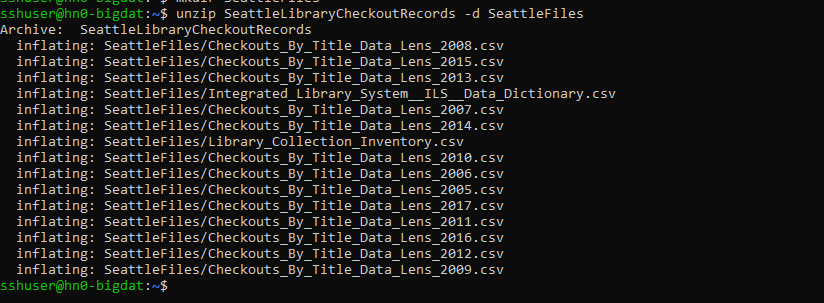 sshuser@hn0-bigdat:~$ mkdir SeattleFiles
sshuser@hn0-bigdat:~$ unzip SeattleLibraryCheckoutRecords -d SeattleFiles
Archive:  SeattleLibraryCheckoutRecords
  inflating: SeattleFiles/Checkouts_By_Title_Data_Lens_2008.csv
  inflating: SeattleFiles/Checkouts_By_Title_Data_Lens_2015.csv
  inflating: SeattleFiles/Checkouts_By_Title_Data_Lens_2013.csv
  inflating: SeattleFiles/Integrated_Library_System__ILS__Data_Dictionary.csv
  inflating: SeattleFiles/Checkouts_By_Title_Data_Lens_2007.csv
  inflating: SeattleFiles/Checkouts_By_Title_Data_Lens_2014.csv
  inflating: SeattleFiles/Library_Collection_Inventory.csv
  inflating: SeattleFiles/Checkouts_By_Title_Data_Lens_2010.csv
  inflating: SeattleFiles/Checkouts_By_Title_Data_Lens_2006.csv
  inflating: SeattleFiles/Checkouts_By_Title_Data_Lens_2005.csv
  inflating: SeattleFiles/Checkouts_By_Title_Data_Lens_2017.csv
  inflating: SeattleFiles/Checkouts_By_Title_Data_Lens_2011.csv
  inflating: SeattleFiles/Checkouts_By_Title_Data_Lens_2016.csv
  inflating: SeattleFiles/Checkouts_By_Title_Data_Lens_2012.csv
  inflating: SeattleFiles/Checkouts_By_Title_Data_Lens_2009.csv
sshuser@hn0-bigdat:~$